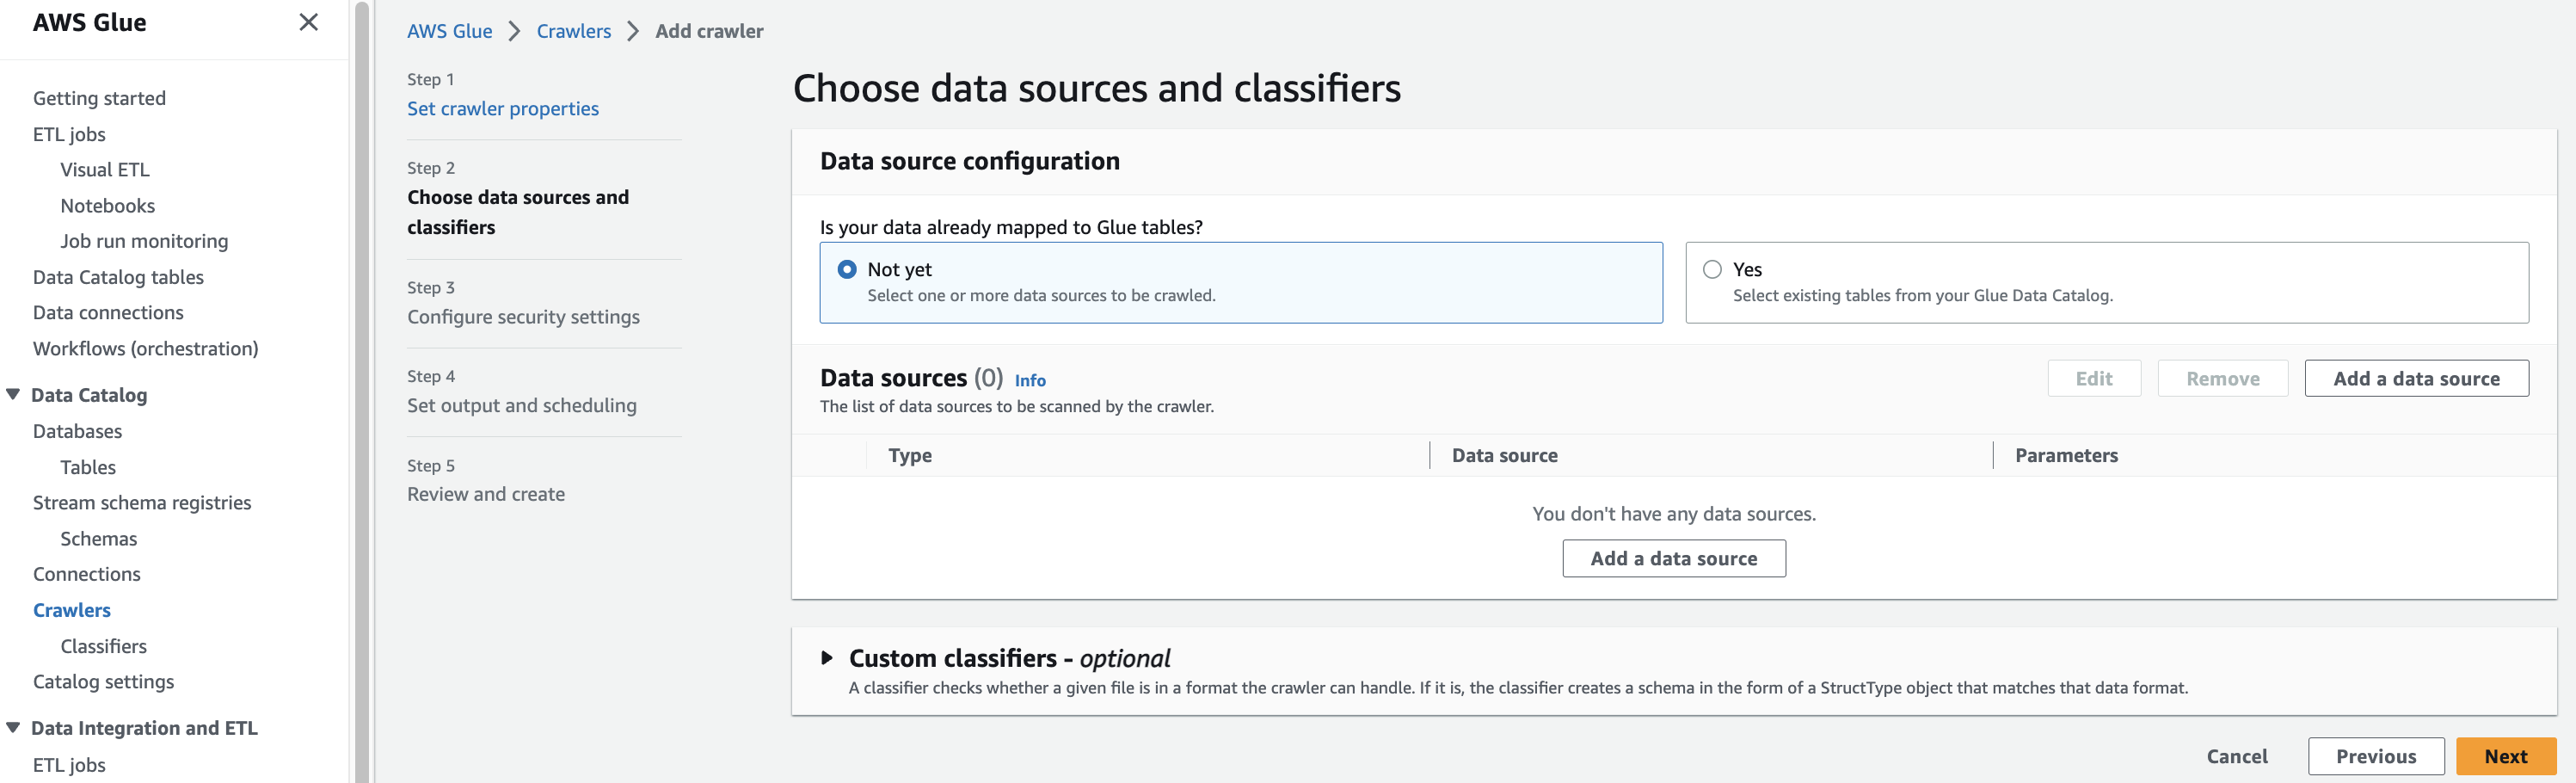 AWS Glue
Getting started
ETL jobs
Visual ETL
Notebooks
Job run monitoring
Data Catalog tables
Data connections
Workflows (orchestration)
Data Catalog
Databases
Tables
Stream schema registries
Schemas
Connections
Crawlers
Classifiers
Catalog settings
Data Integration and ETL
ETL jobs
AWS Glue > Crawlers > Add crawler
Step 1
Set crawler properties
Step 2
Choose data sources and
classifiers
Step 3
Configure security settings
Step 4
Set output and scheduling
Step 5
Review and create
Choose data sources and classifiers
Data source configuration
Is your data already mapped to Glue tables?
Not yet
Select one or more data sources to be crawled.
Yes
Select existing tables from your Glue Data Catalog.
Data sources (0) Info
The list of data sources to be scanned by the crawler.
Edit Remove Add a data source
Type Data source Parameters
You don't have any data sources.
Add a data source
Custom classifiers - optional
A classifier checks whether a given file is in a format the crawler can handle. If it is, the classifier creates a schema in the form of a StructType object that matches that data format.
Cancel Previous Next